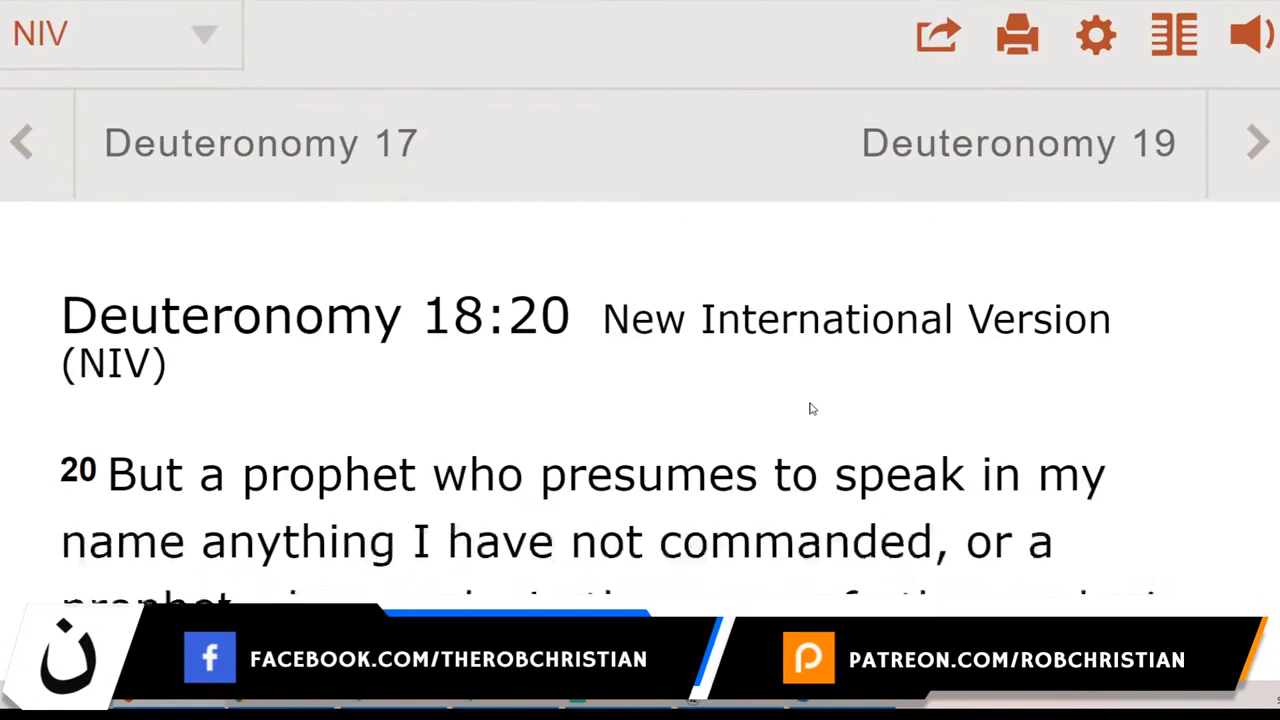 NIV
Deuteronomy 17
Deuteronomy 19
Deuteronomy 18:20 New International Version
(NIV)
20 But a prophet who presumes to speak in my
name anything I have not commanded, or a
prophet
ن
FACEBOOK.COM/THEROBCHRISTIAN
PATREON.COM/ROBCHRISTIAN